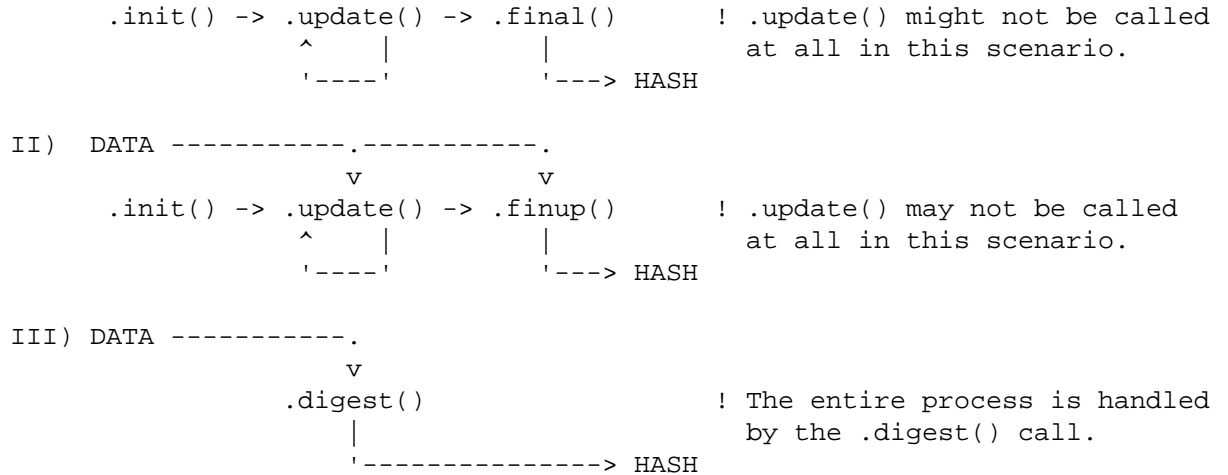 .init() -> .update() -> .final()      ! .update() might not be called
            ^    |         |            at all in this scenario.
            '----'         '---> HASH
II)  DATA -----------.-----------.
                     v           v
      .init() -> .update() -> .finup()      ! .update() may not be called
                  ^    |         |            at all in this scenario.
                  '----'         '---> HASH
III) DATA -----------.
                     v
                 .digest()                  ! The entire process is handled
                     |                        by the .digest() call.
                     '---------------> HASH